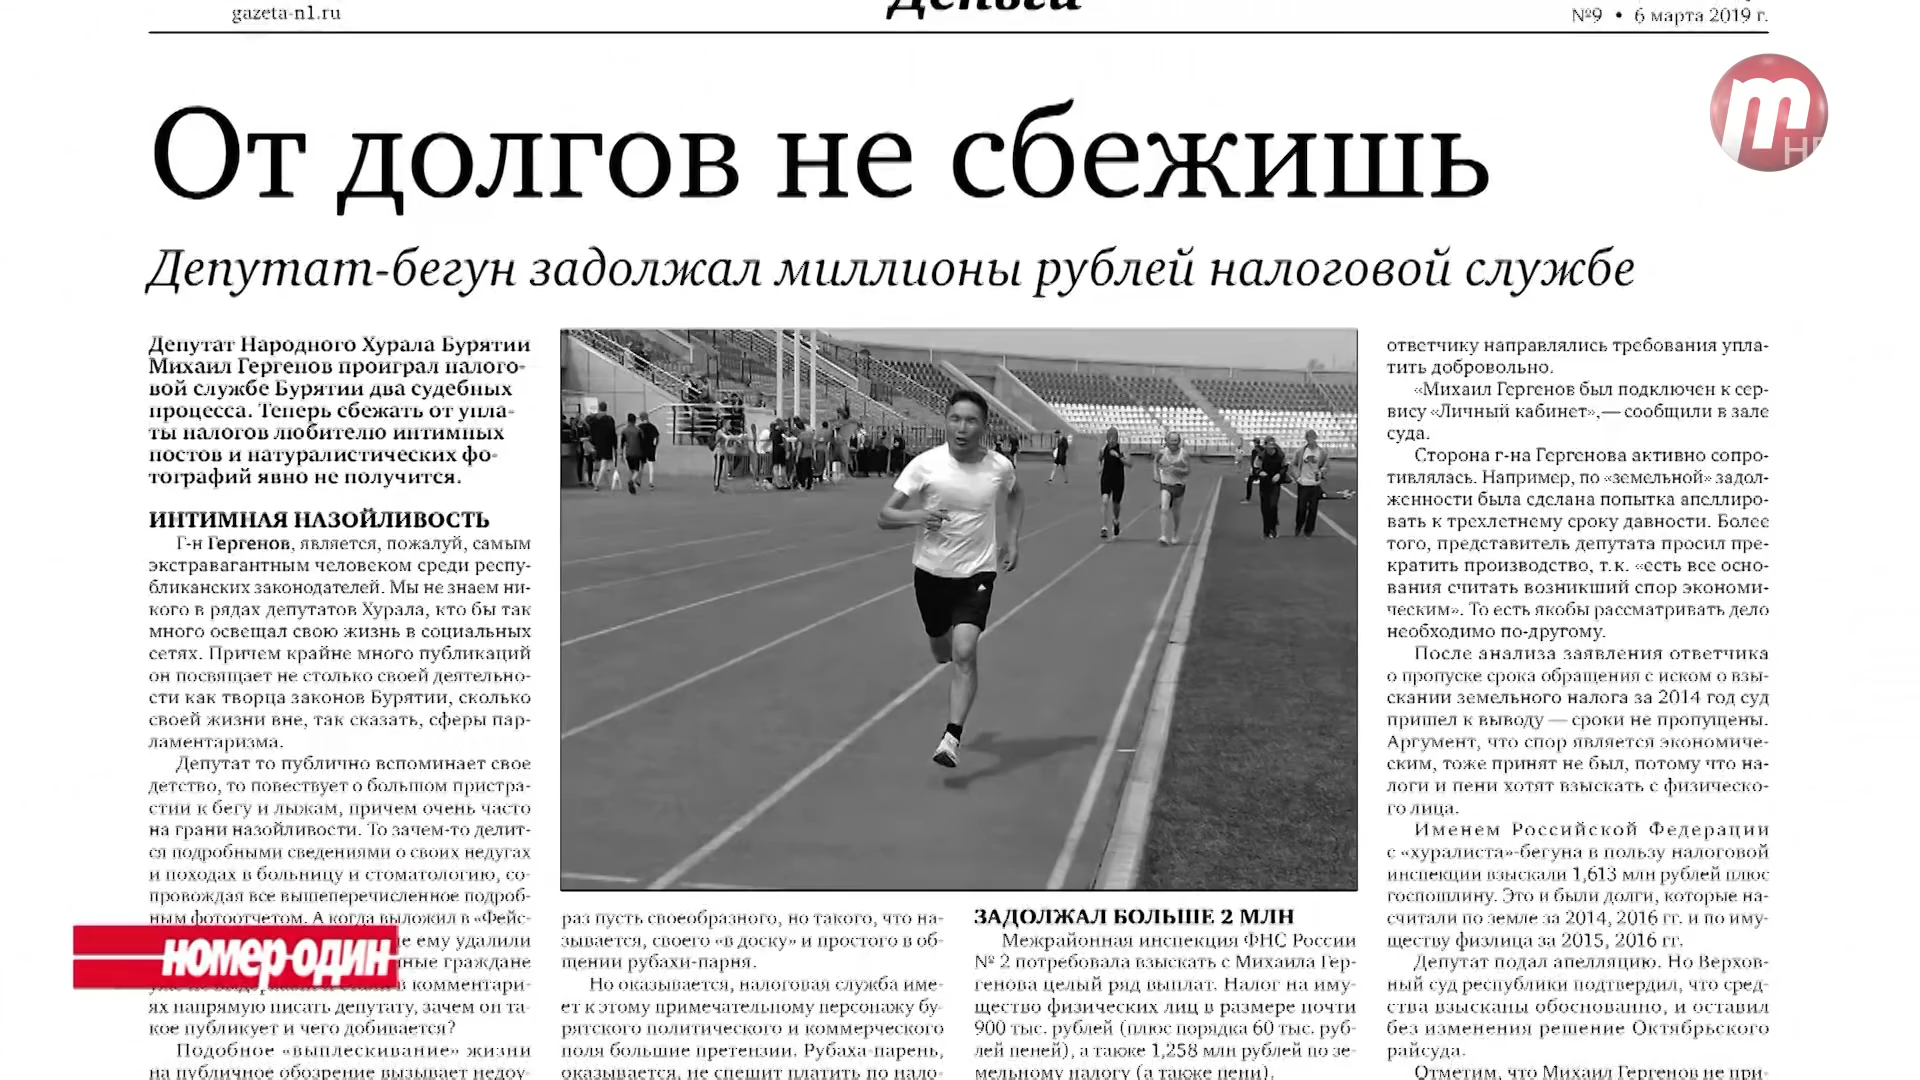 gazeta-n1.ru
Деньги
№9 • 6 марта 2019 г.
От долгов не сбежишь
Депутат-бегун задолжал миллионы рублей налоговой службе
Депутат Народного Хурала Бурятии
Михаил Гергенов проиграл налого-
вой службе Бурятии два судебных
процесса. Теперь сбежать от упла-
ты налогов любителю интимных
постов и натуралистических фо-
тографий явно не получится.
ИНТИМНАЯ НАЗОЙЛИВОСТЬ
Г-н Гергенов, является, пожалуй, самым
экстравагантным человеком среди респу-
бликанских законодателей. Мы не знаем ни-
кого в рядах депутатов Хурала, кто бы так
много освещал свою жизнь в социальных
сетях. Причем крайне много публикаций
он посвящает не столько своей деятельно-
сти как творца законов Бурятии, сколько
своей жизни вне, так сказать, сферы пар-
ламентаризма.
Депутат то публично вспоминает свое
детство, то повествует о большом пристра-
стии к бегу и лыжам, причем очень часто
на грани назойливости. То зачем-то делит-
ся подробными сведениями о своих недугах
и походах в больницу и стоматологию, со-
провождая все вышеперечисленное подроб-
ным фотоотчетом. А когда выложил в «Фейс-
ему удалили
граждане
в комментари-
ях напрямую писать депутату, зачем он та-
кое публикует и чего добивается?
Подобное «выплескивание» жизни
на публичное обозрение вызывает недоу-
раз пусть своеобразного, но такого, что на-
зывается, своего «в доску» и простого в об-
щении рубахи-парня.
Но оказывается, налоговая служба име-
ет к этому примечательному персонажу бу-
рятского политического и коммерческого
поля большие претензии. Рубаха-парень,
оказывается, не спешит платить по нало-
ЗАДОЛЖАЛ БОЛЬШЕ 2 МЛН
Межрайонная инспекция ФНС России
№ 2 потребовала взыскать с Михаила Гер-
генова целый ряд выплат. Налог на иму-
щество физических лиц в размере почти
900 тыс. рублей (плюс порядка 60 тыс. руб-
лей пеней), а также 1,258 млн рублей по зе-
мельному налогу (а также пени).
ответчику направлялись требования упла-
тить добровольно.
«Михаил Гергенов был подключен к сер-
вису «Личный кабинет»,— сообщили в зале
суда.
Сторона г-на Гергенова активно сопро-
тивлялась. Например, по «земельной» задол-
женности была сделана попытка апеллиро-
вать к трехлетнему сроку давности. Более
того, представитель депутата просил пре-
кратить производство, т.к. «есть все осно-
вания считать возникший спор экономи-
ческим». То есть якобы рассматривать дело
необходимо по-другому.
После анализа заявления ответчика
о пропуске срока обращения с иском о взы-
скании земельного налога за 2014 год суд
пришел к выводу — сроки не пропущены.
Аргумент, что спор является экономиче-
ским, тоже принят не был, потому что на-
логи и пени хотят взыскать с физическо-
го лица.
Именем Российской Федерации
с «хуралиста»-бегуна в пользу налоговой
инспекции взыскали 1,613 млн рублей плюс
госпошлину. Это и были долги, которые на-
считали по земле за 2014, 2016 гг. и по иму-
ществу физлица за 2015, 2016 гг.
Депутат подал апелляцию. Но Верхов-
ный суд республики подтвердил, что сред-
ства взысканы обоснованно, и оставил
без изменения решение Октябрьского
райсуда.
Отметим, что Михаил Гергенов не при-
номер-один